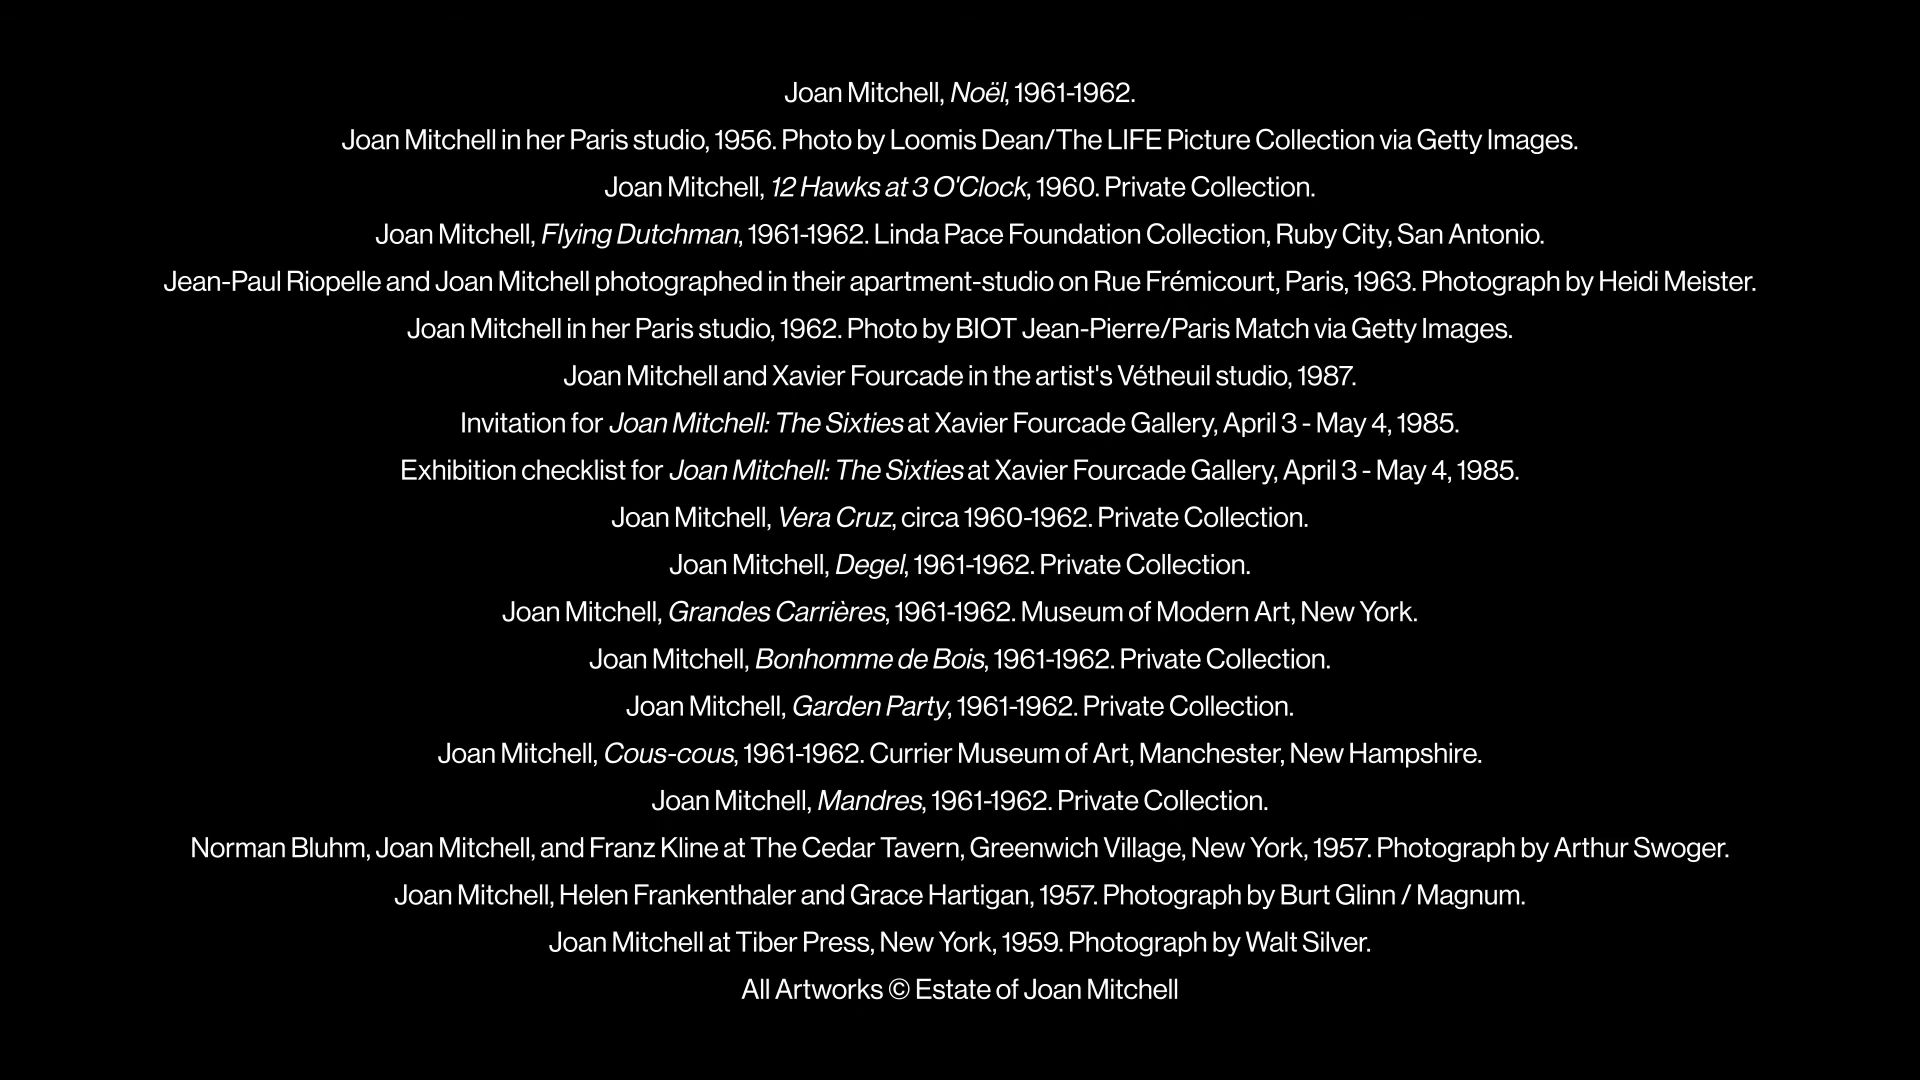 Joan Mitchell, Noël, 1961-1962.
Joan Mitchell in her Paris studio, 1956. Photo by Loomis Dean/The LIFE Picture Collection via Getty Images.
Joan Mitchell, 12 Hawks at 3 O'Clock, 1960. Private Collection.
Joan Mitchell, Flying Dutchman, 1961-1962. Linda Pace Foundation Collection, Ruby City, San Antonio.
Jean-Paul Riopelle and Joan Mitchell photographed in their apartment-studio on Rue Frémicourt, Paris, 1963. Photograph by Heidi Meister.
Joan Mitchell in her Paris studio, 1962. Photo by BIOT Jean-Pierre/Paris Match via Getty Images.
Joan Mitchell and Xavier Fourcade in the artist's Vétheuil studio, 1987.
Invitation for Joan Mitchell: The Sixties at Xavier Fourcade Gallery, April 3 - May 4, 1985.
Exhibition checklist for Joan Mitchell: The Sixties at Xavier Fourcade Gallery, April 3 - May 4, 1985.
Joan Mitchell, Vera Cruz, circa 1960-1962. Private Collection.
Joan Mitchell, Degel, 1961-1962. Private Collection.
Joan Mitchell, Grandes Carrières, 1961-1962. Museum of Modern Art, New York.
Joan Mitchell, Bonhomme de Bois, 1961-1962. Private Collection.
Joan Mitchell, Garden Party, 1961-1962. Private Collection.
Joan Mitchell, Cous-cous, 1961-1962. Currier Museum of Art, Manchester, New Hampshire.
Joan Mitchell, Mandres, 1961-1962. Private Collection.
Norman Bluhm, Joan Mitchell, and Franz Kline at The Cedar Tavern, Greenwich Village, New York, 1957. Photograph by Arthur Swoger.
Joan Mitchell, Helen Frankenthaler and Grace Hartigan, 1957. Photograph by Burt Glinn / Magnum.
Joan Mitchell at Tiber Press, New York, 1959. Photograph by Walt Silver.
All Artworks © Estate of Joan Mitchell